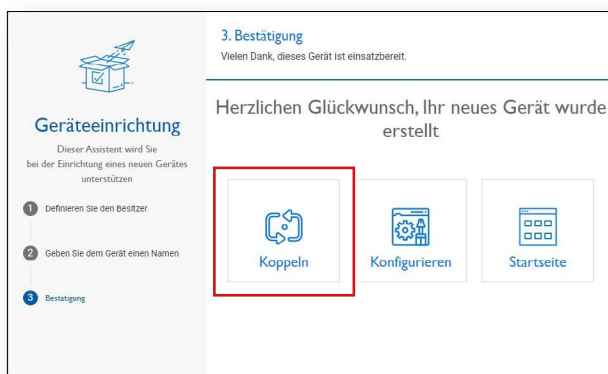 Geräteeinrichtung
Dieser Assistent wird Sie
bei der Einrichtung eines neuen Gerätes
unterstützen
1 Definieren Sie den Besitzer
2 Geben Sie dem Gerät einen Namen
3 Bestatigung
3. Bestätigung
Vielen Dank, dieses Gerät ist einsatzbereit.
Herzlichen Glückwunsch, Ihr neues Gerät wurde
erstellt
Koppeln
Konfigurieren
Startseite